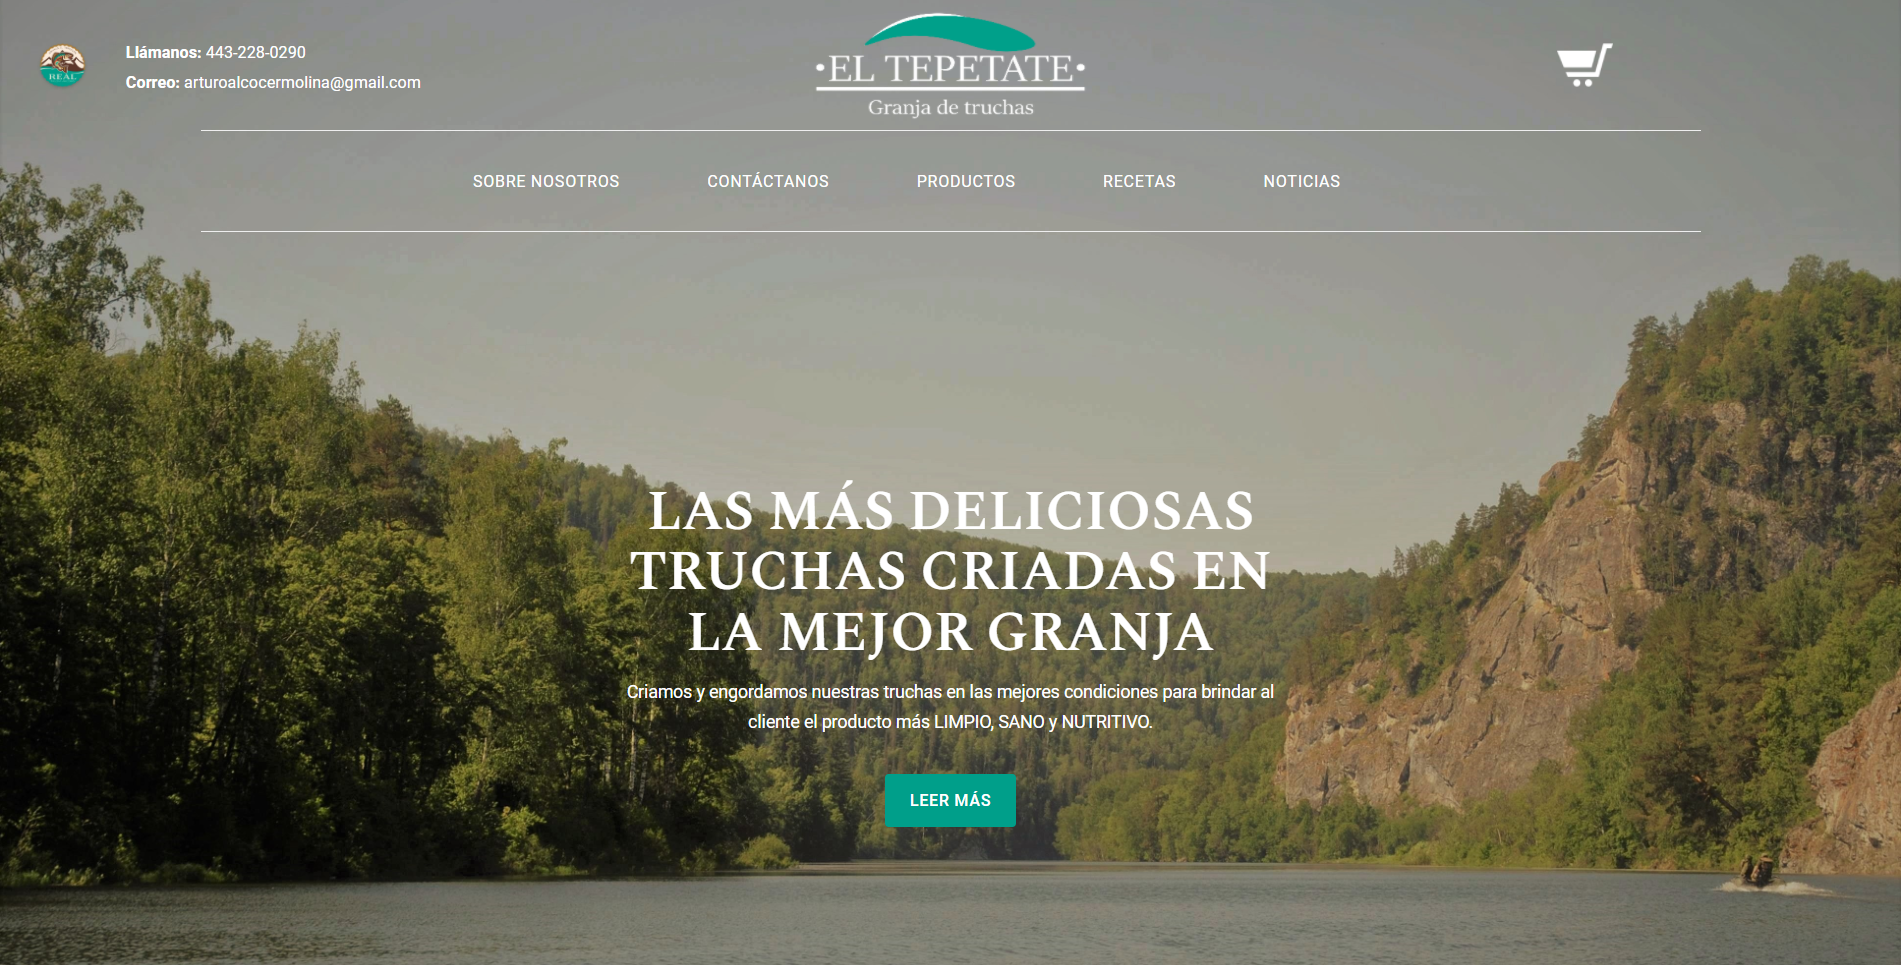 REAL
Llámanos: 443-228-0290
Correo: arturoalcocermolina@gmail.com
•EL TEPETATE•
Granja de truchas
SOBRE NOSOTROS CONTÁCTANOS PRODUCTOS RECETAS NOTICIAS
LAS MÁS DELICIOSAS
TRUCHAS CRIADAS EN
LA MEJOR GRANJA
Criamos y engordamos nuestras truchas en las mejores condiciones para brindar al
cliente el producto más LIMPIO, SANO y NUTRITIVO.
LEER MÁS